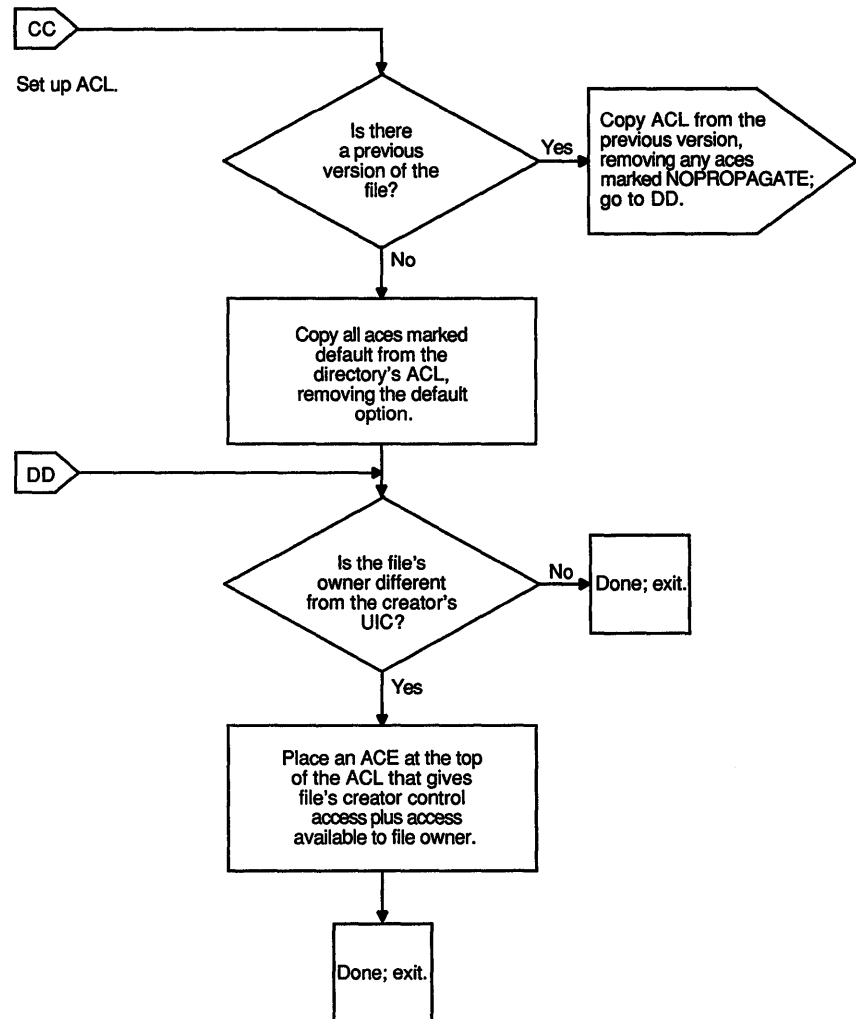 CC
Set up ACL.
Is there
a previous
version of the
file?
Yes
Copy ACL from the
previous version,
removing any aces
marked NOPROPAGATE;
go to DD.
No
Copy all aces marked
default from the
directory's ACL,
removing the default
option.
DD
Is the file's
owner different
from the creator's
UIC?
No
Done; exit.
Yes
Place an ACE at the top
of the ACL that gives
file's creator control
access plus access
available to file owner.
Done; exit.